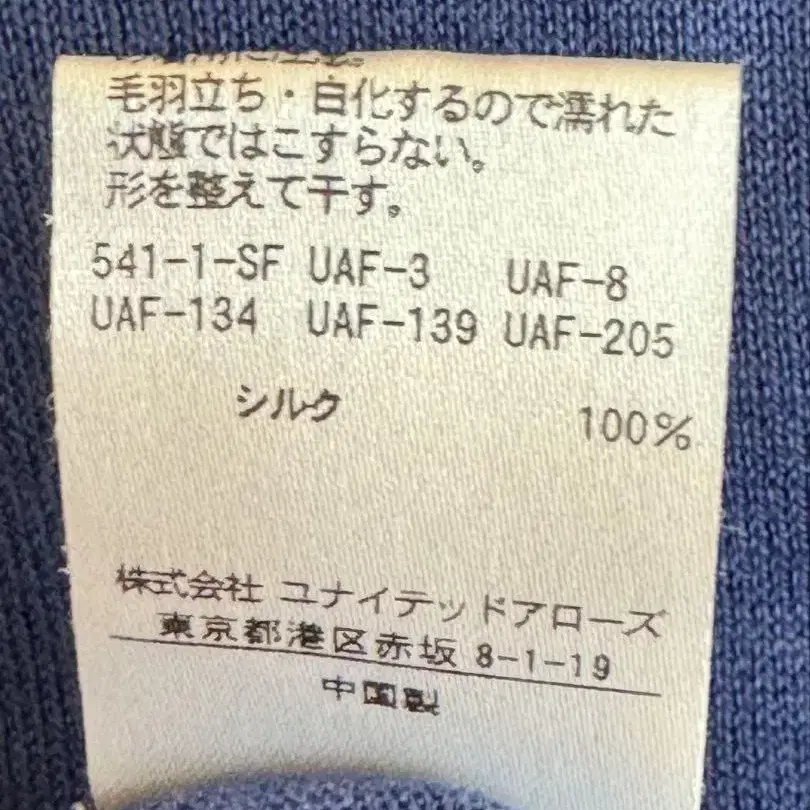 毛羽立ち・白化するので濡れた
状態ではこすらない。
形を整えて干す。
541-1-SF UAF-3 UAF-8
UAF-134 UAF-139 UAF-205
シルク 100%
株式会社 ユナイテッドアローズ
東京都港区赤坂 8-1-19
中国製